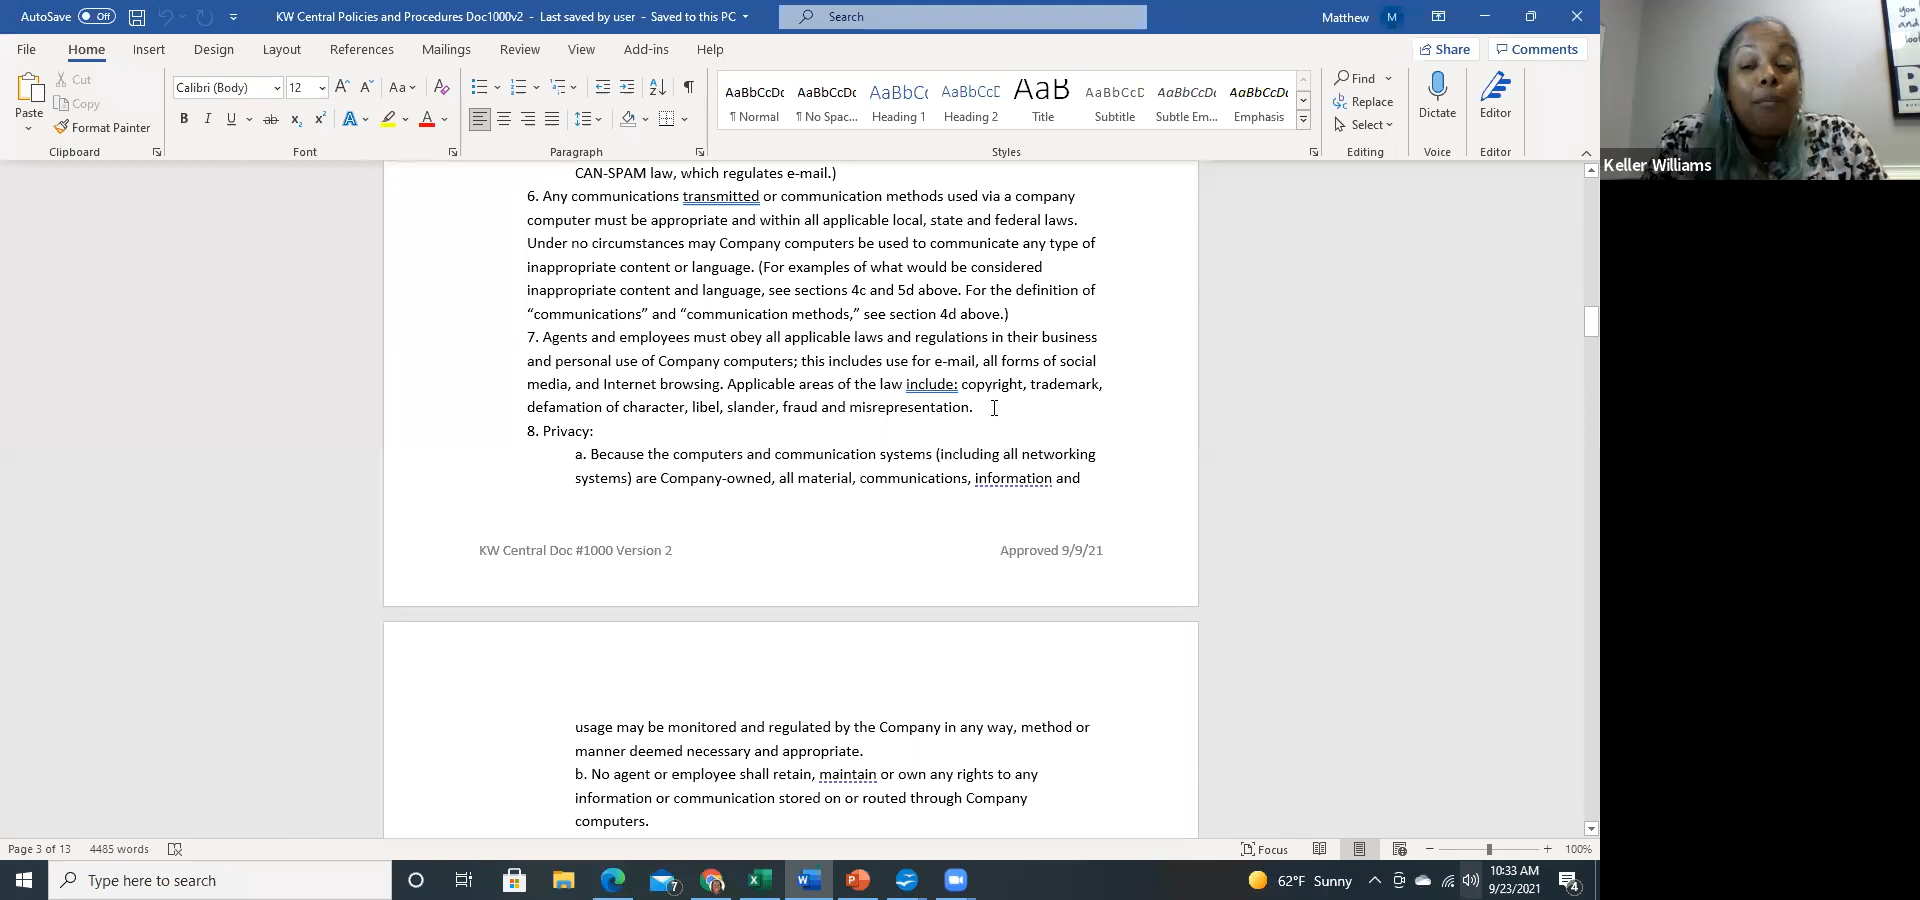 AutoSave Off KW Central Policies and Procedures Doc1000v2 - Last saved by user - Saved to this PC Search Matthew M
File Home Insert Design Layout References Mailings Review View Add-ins Help Share Comments
Paste Cut Copy Format Painter
Calibri (Body) 12
AaBbCcDc AaBbCcDc AaBbC AaBbCcD AaB AaBbCcD AaBbCcDc AaBbCcDc
¶ Normal ¶ No Spac... Heading 1 Heading 2 Title Subtitle Subtle Em... Emphasis
Find Replace Select Dictate Editor
Clipboard Font Paragraph Styles Editing Voice Editor
you
and
Keller Williams
CAN-SPAM law, which regulates e-mail.)
6. Any communications transmitted or communication methods used via a company
computer must be appropriate and within all applicable local, state and federal laws.
Under no circumstances may Company computers be used to communicate any type of
inappropriate content or language. (For examples of what would be considered
inappropriate content and language, see sections 4c and 5d above. For the definition of
“communications” and “communication methods,” see section 4d above.)
7. Agents and employees must obey all applicable laws and regulations in their business
and personal use of Company computers; this includes use for e-mail, all forms of social
media, and Internet browsing. Applicable areas of the law include: copyright, trademark,
defamation of character, libel, slander, fraud and misrepresentation.
8. Privacy:
a. Because the computers and communication systems (including all networking
systems) are Company-owned, all material, communications, information and
KW Central Doc #1000 Version 2 Approved 9/9/21
usage may be monitored and regulated by the Company in any way, method or
manner deemed necessary and appropriate.
b. No agent or employee shall retain, maintain or own any rights to any
information or communication stored on or routed through Company
computers.
Page 3 of 13 4485 words Focus 100%
Type here to search 7 62°F Sunny 10:33 AM
9/23/2021 4